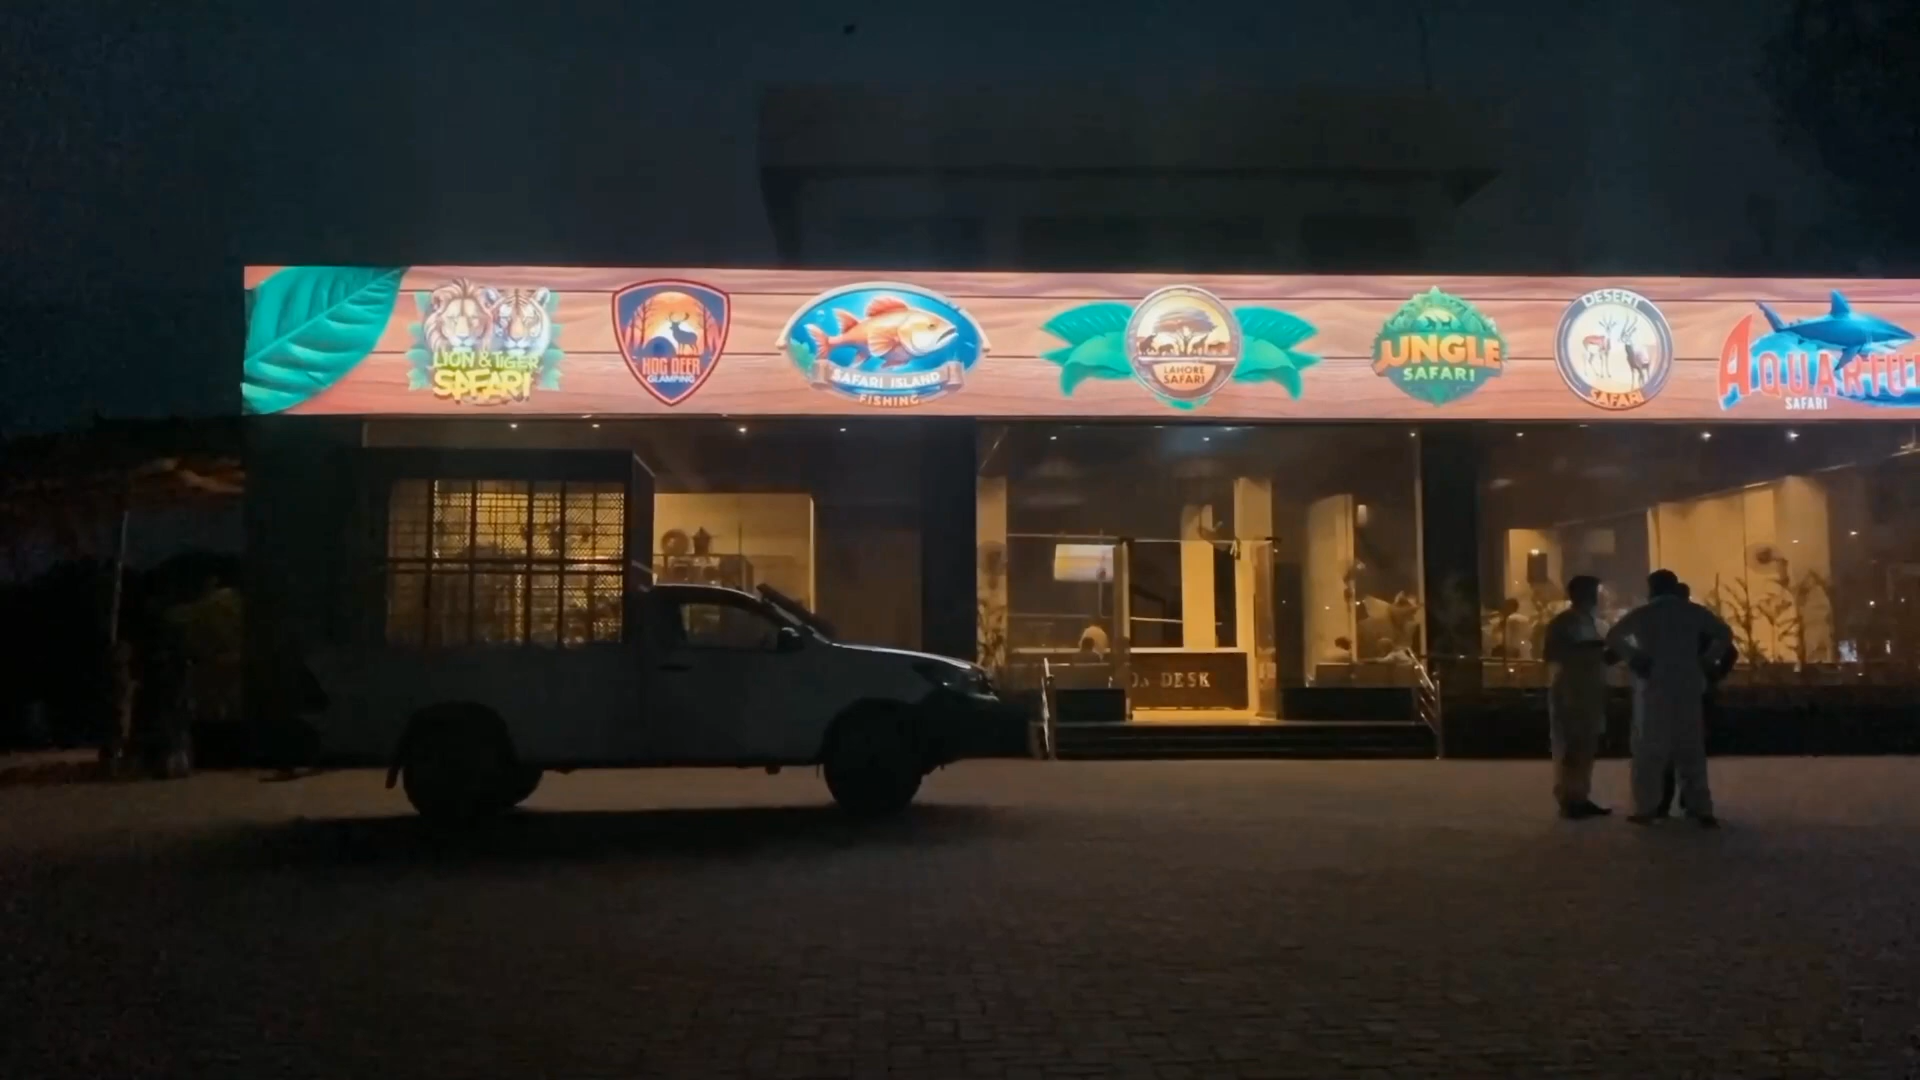 LION & TIGER
SAFARI
HOG DEER
GLAMPING
SAFARI ISLAND
FISHING
LAHORE
SAFARI
JUNGLE
SAFARI
DESERT
SAFARI
SAFARI
DESK